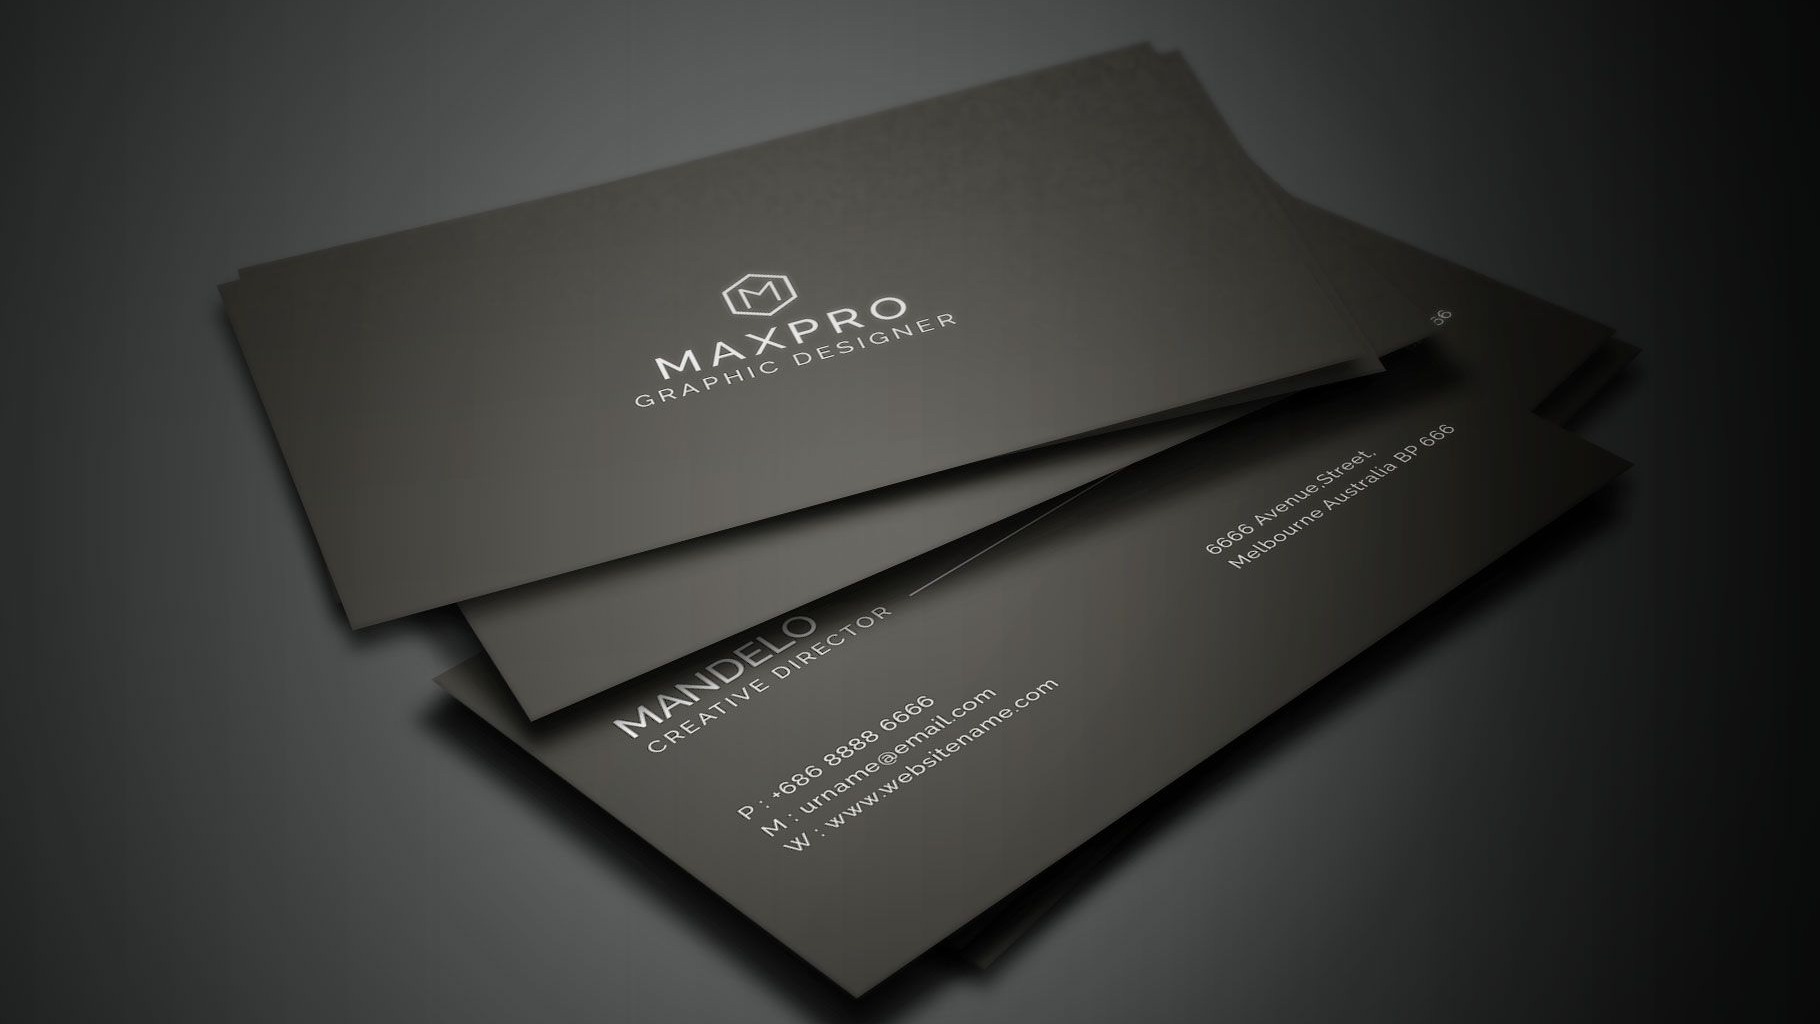 M
MAXPRO
GRAPHIC DESIGNER
66
MANDELO
CREATIVE DIRECTOR
P : +686 8888 6666
M : urname@email.com
W : www.websitename.com
6666 Avenue,Street,
Melbourne Australia BP 666